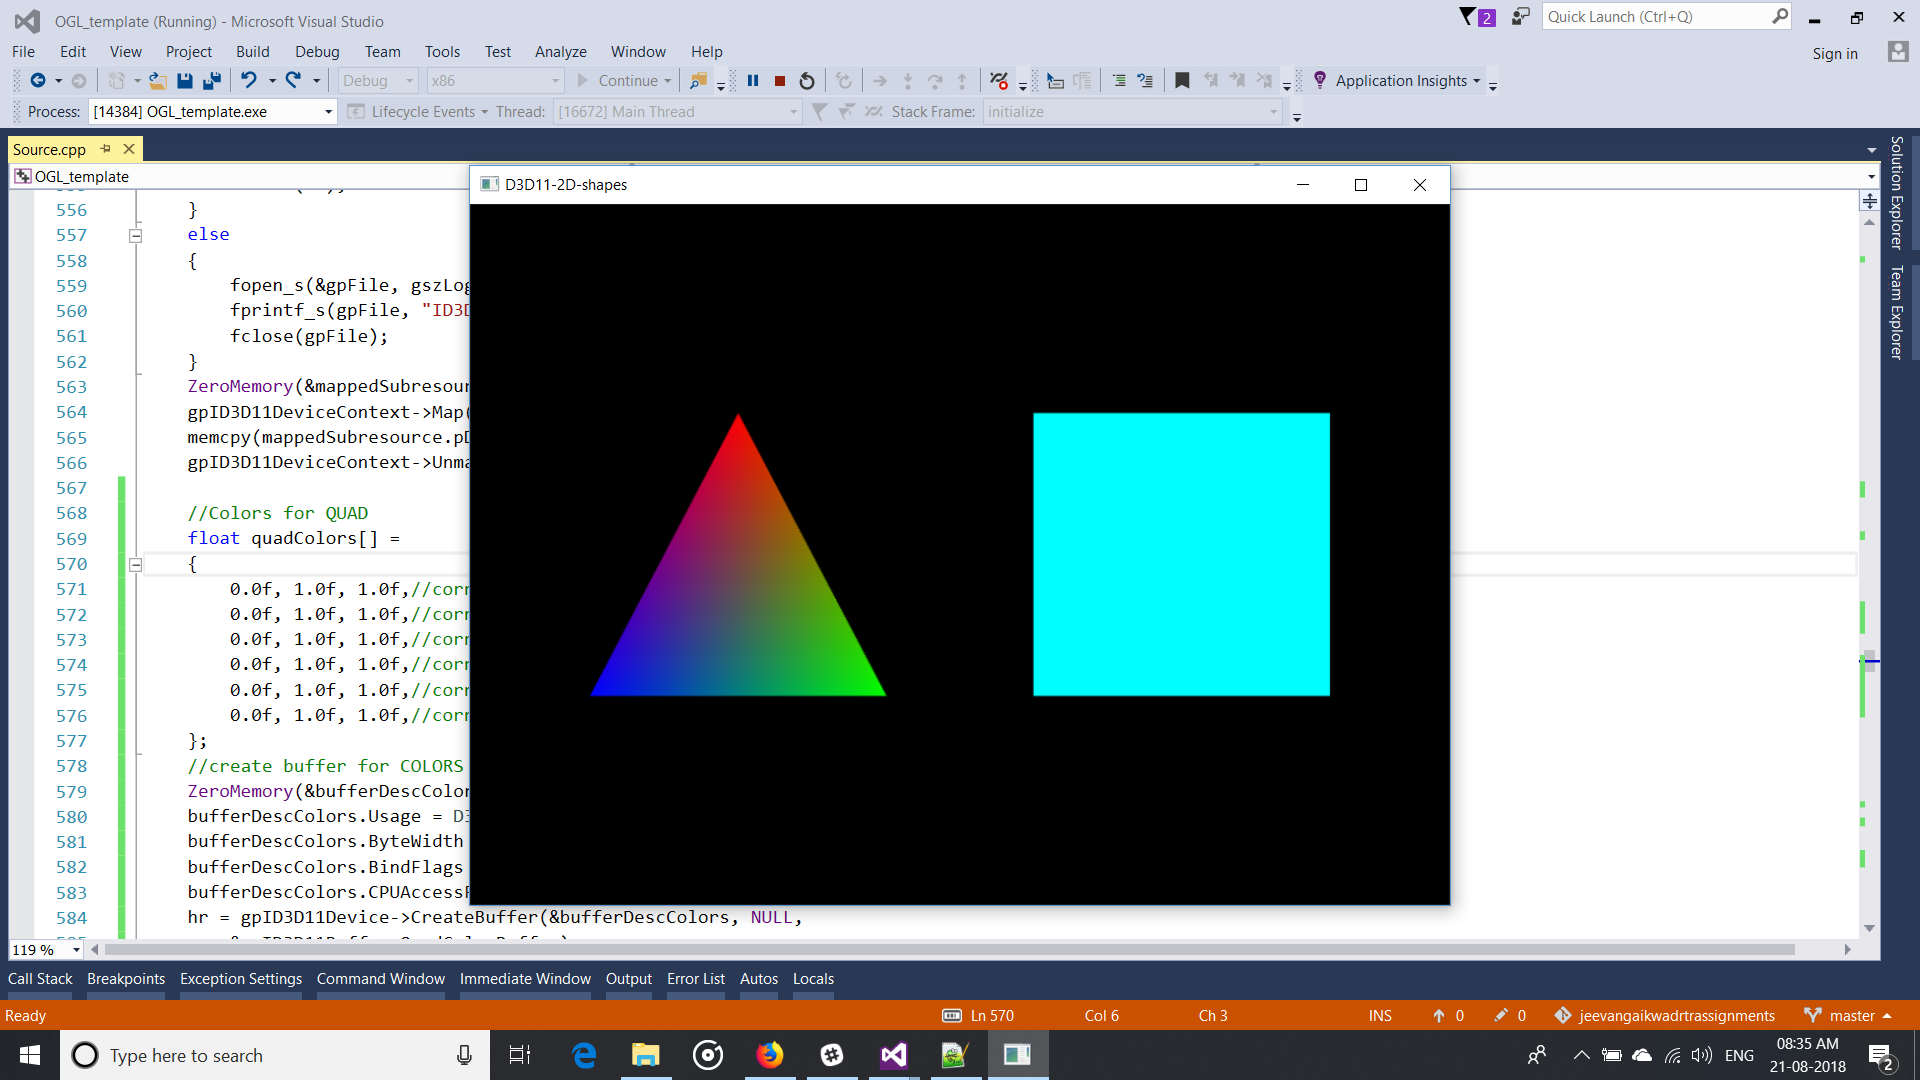 OGL_template (Running) - Microsoft Visual Studio
2
Quick Launch (Ctrl+Q)
File Edit View Project Build Debug Team Tools Test Analyze Window Help
Sign in
Debug x86 Continue Application Insights
Process: [14384] OGL_template.exe Lifecycle Events Thread: [16672] Main Thread Stack Frame: initialize
Source.cpp
OGL_template
Solution Explorer
Team Explorer
D3D11-2D-shapes
556 }
557 else
558 {
559 fopen_s(&gpFile, gszLog
560 fprintf_s(gpFile, "ID3D
561 fclose(gpFile);
562 }
563 ZeroMemory(&mappedSubresour
564 gpID3D11DeviceContext->Map(
565 memcpy(mappedSubresource.pD
566 gpID3D11DeviceContext->Unma
567
568 //Colors for QUAD
569 float quadColors[] =
570 {
571 0.0f, 1.0f, 1.0f,//corn
572 0.0f, 1.0f, 1.0f,//corn
573 0.0f, 1.0f, 1.0f,//corn
574 0.0f, 1.0f, 1.0f,//corn
575 0.0f, 1.0f, 1.0f,//corn
576 0.0f, 1.0f, 1.0f,//corn
577 };
578 //create buffer for COLORS
579 ZeroMemory(&bufferDescColor
580 bufferDescColors.Usage = D3
581 bufferDescColors.ByteWidth
582 bufferDescColors.BindFlags
583 bufferDescColors.CPUAccessF
584 hr = gpID3D11Device->CreateBuffer(&bufferDescColors, NULL,
119 %
Call Stack Breakpoints Exception Settings Command Window Immediate Window Output Error List Autos Locals
Ready Ln 570 Col 6 Ch 3 INS 0 0 jeevangaikwadrtrassignments master
Type here to search
ENG
08:35 AM
21-08-2018
2